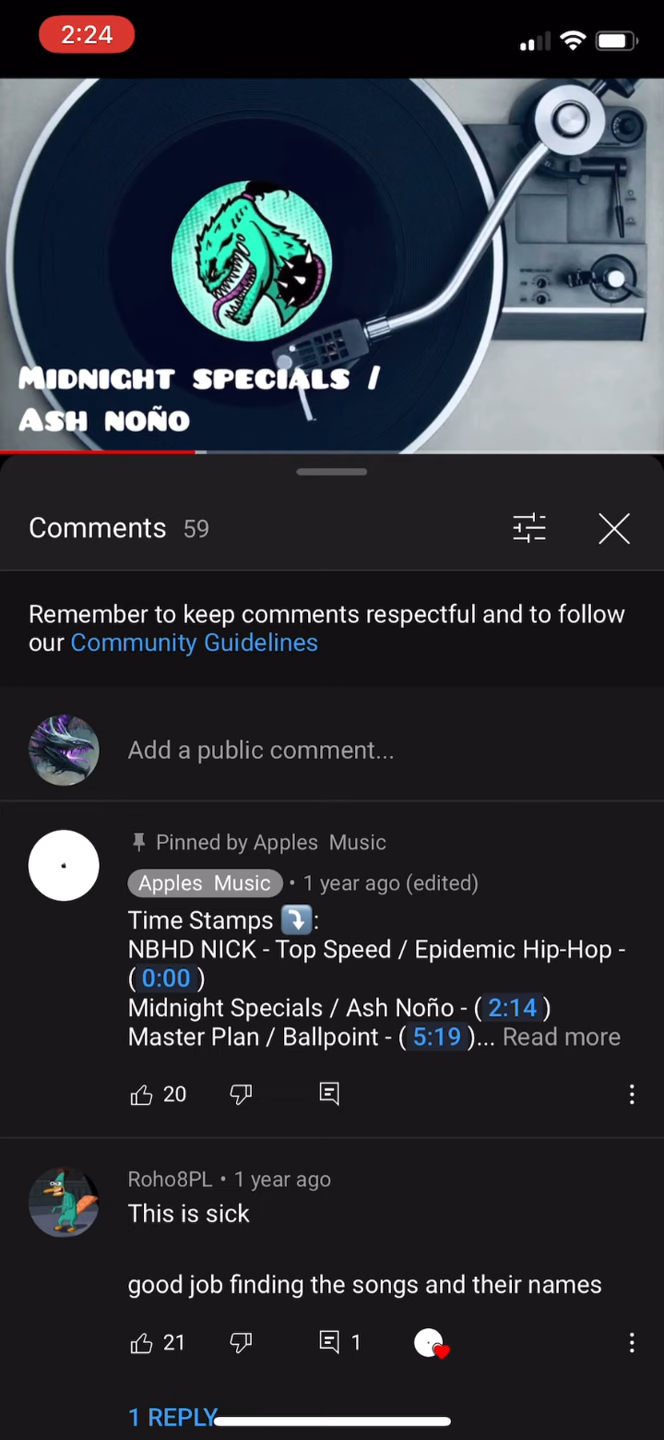 2:24
MIDNIGHT SPECIALS /
ASH NOÑO
Comments 59
Remember to keep comments respectful and to follow
our Community Guidelines
Add a public comment...
Pinned by Apples Music
Apples Music • 1 year ago (edited)
Time Stamps ⤵️:
NBHD NICK - Top Speed / Epidemic Hip-Hop -
( 0:00 )
Midnight Specials / Ash Noño - ( 2:14 )
Master Plan / Ballpoint - ( 5:19 )... Read more
20
Roho8PL • 1 year ago
This is sick
good job finding the songs and their names
21 1
1 REPLY